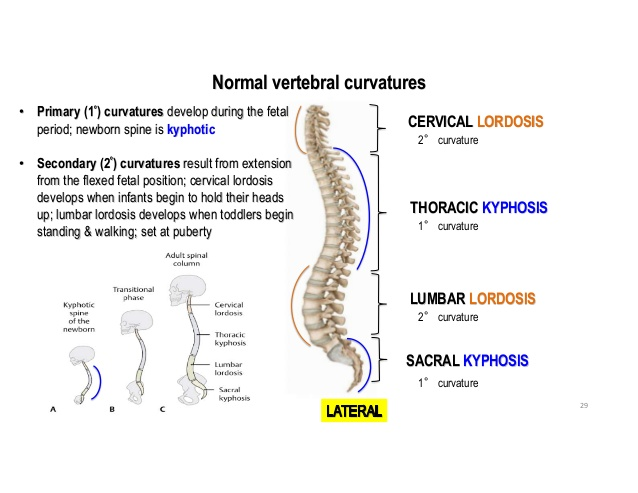 Normal vertebral curvatures
• Primary (1˚) curvatures develop during the fetal
period; newborn spine is kyphotic
• Secondary (2˚) curvatures result from extension
from the flexed fetal position; cervical lordosis
develops when infants begin to hold their heads
up; lumbar lordosis develops when toddlers begin
standing & walking; set at puberty
CERVICAL LORDOSIS
2° curvature
THORACIC KYPHOSIS
1° curvature
LUMBAR LORDOSIS
2° curvature
SACRAL KYPHOSIS
1° curvature
Adult spinal
column
Transitional
phase
Kyphotic
spine
of the
newborn
Cervical
lordosis
Thoracic
kyphosis
Lumbar
lordosis
Sacral
kyphosis
A B C
LATERAL
29